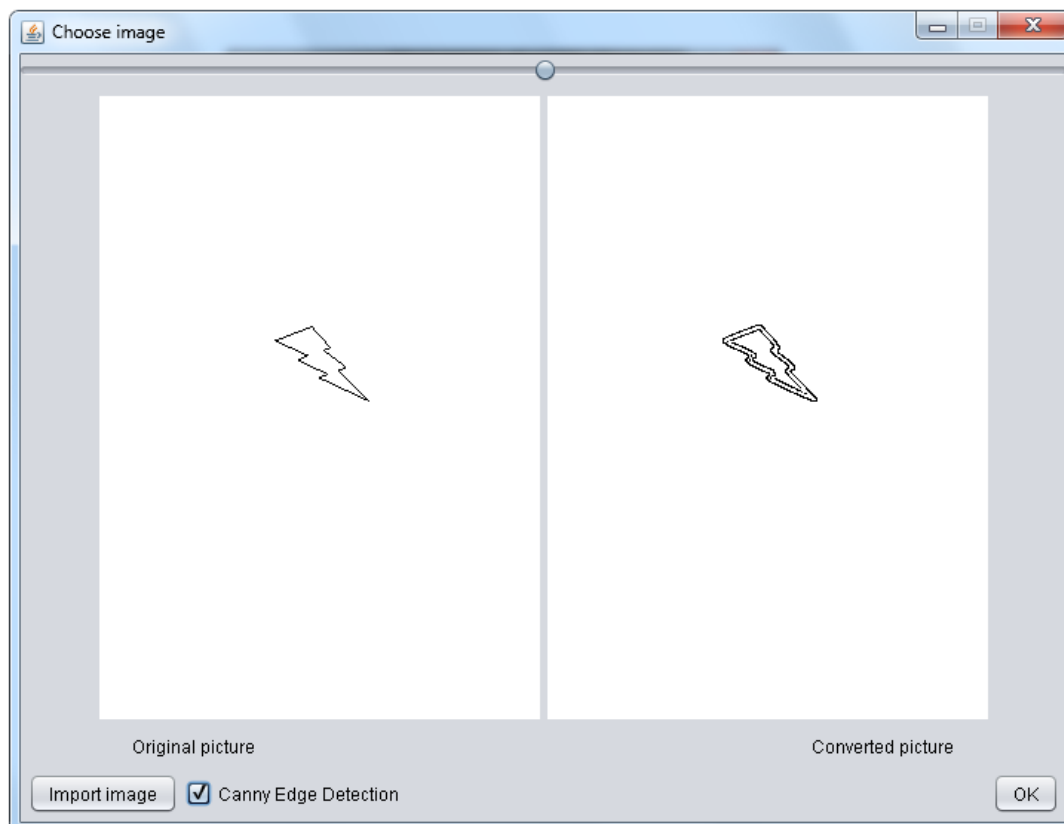 Choose image
Original picture
Converted picture
Import image
Canny Edge Detection
OK